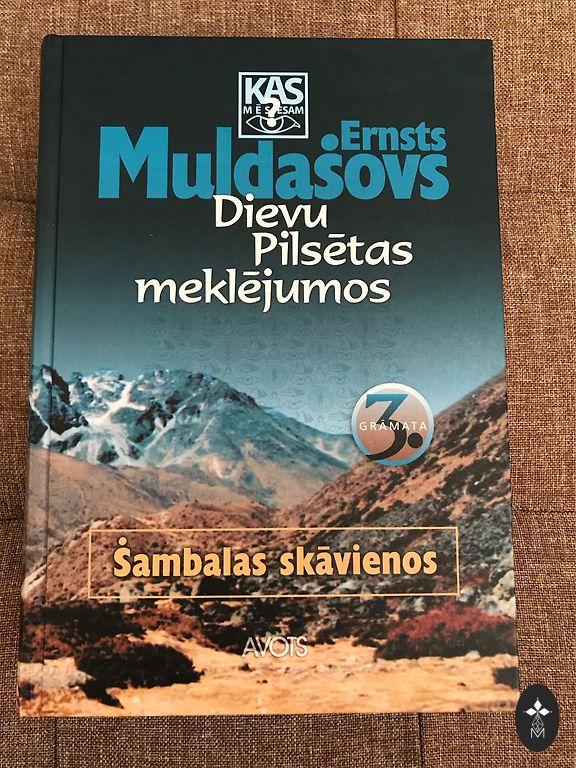 KAS
MĒS ESAM
?
Ernsts
Muldašovs
Dievu
Pilsētas
meklējumos
3.
GRĀMATA
Šambalas skāvienos
AVOTS
M